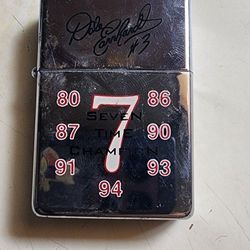 Dale Earnhardt
#3
80 86
7
SEVEN
87 TIME 90
CHAMPION
91 93
94